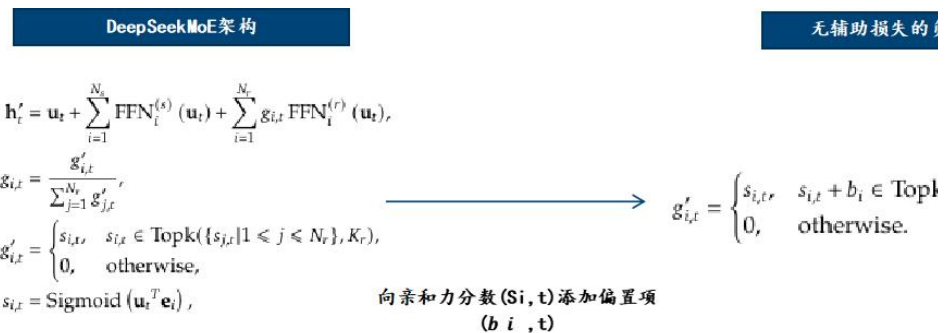 DeepSeekMoE架构
无辅助损失的
h′_t = u_t + ∑_{i=1}^{N_s} FFN_i^{(s)} (u_t) + ∑_{i=1}^{N_r} g_{i,t} FFN_i^{(r)} (u_t),
g_{i,t} = g′_{i,t} / ∑_{j=1}^{N_r} g′_{j,t},
g′_{i,t} = { s_{i,t}, s_{i,t} ∈ Topk({s_{j,t}|1 ⩽ j ⩽ N_r}, K_r),
0, otherwise,
s_{i,t} = Sigmoid (u_t^T e_i),
g′_{i,t} = { s_{i,t}, s_{i,t} + b_i ∈ Topk
0, otherwise.
向亲和力分数(Si,t)添加偏置项
(b i ,t)